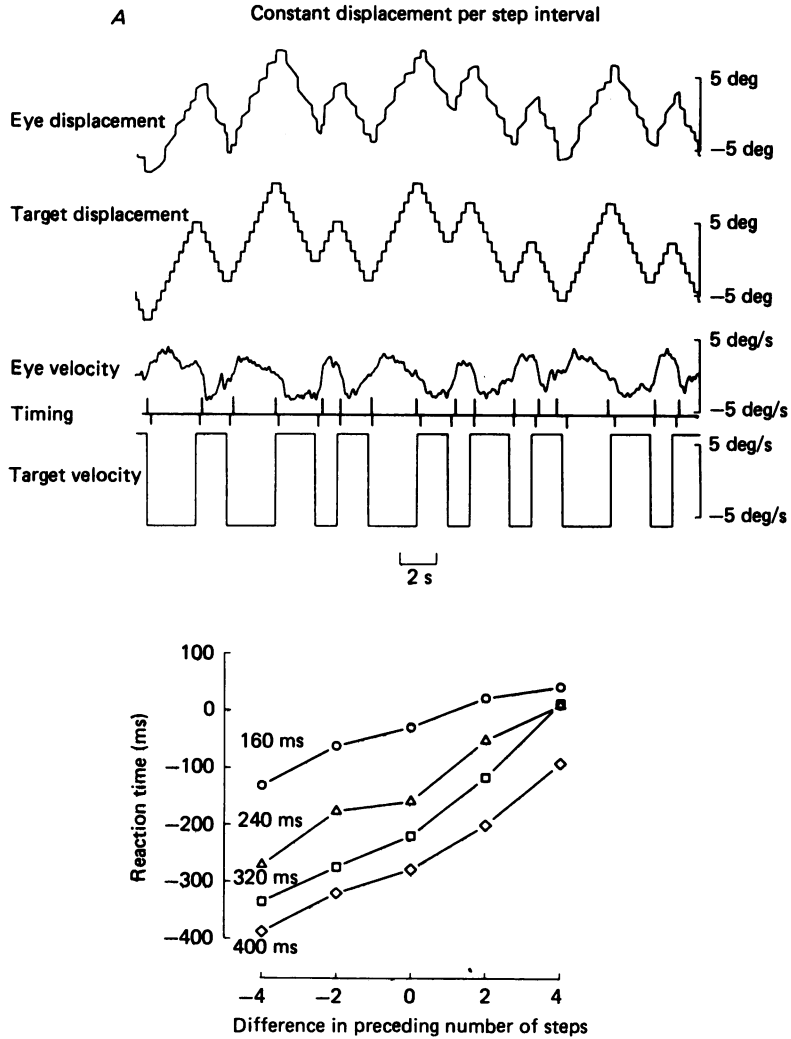 A
Constant displacement per step interval
Eye displacement
5 deg
−5 deg
Target displacement
5 deg
−5 deg
Eye velocity
5 deg/s
−5 deg/s
Timing
Target velocity
5 deg/s
−5 deg/s
2 s
Reaction time (ms)
100
0
−100
−200
−300
−400
160 ms
240 ms
320 ms
400 ms
−4 −2 0 2 4
Difference in preceding number of steps